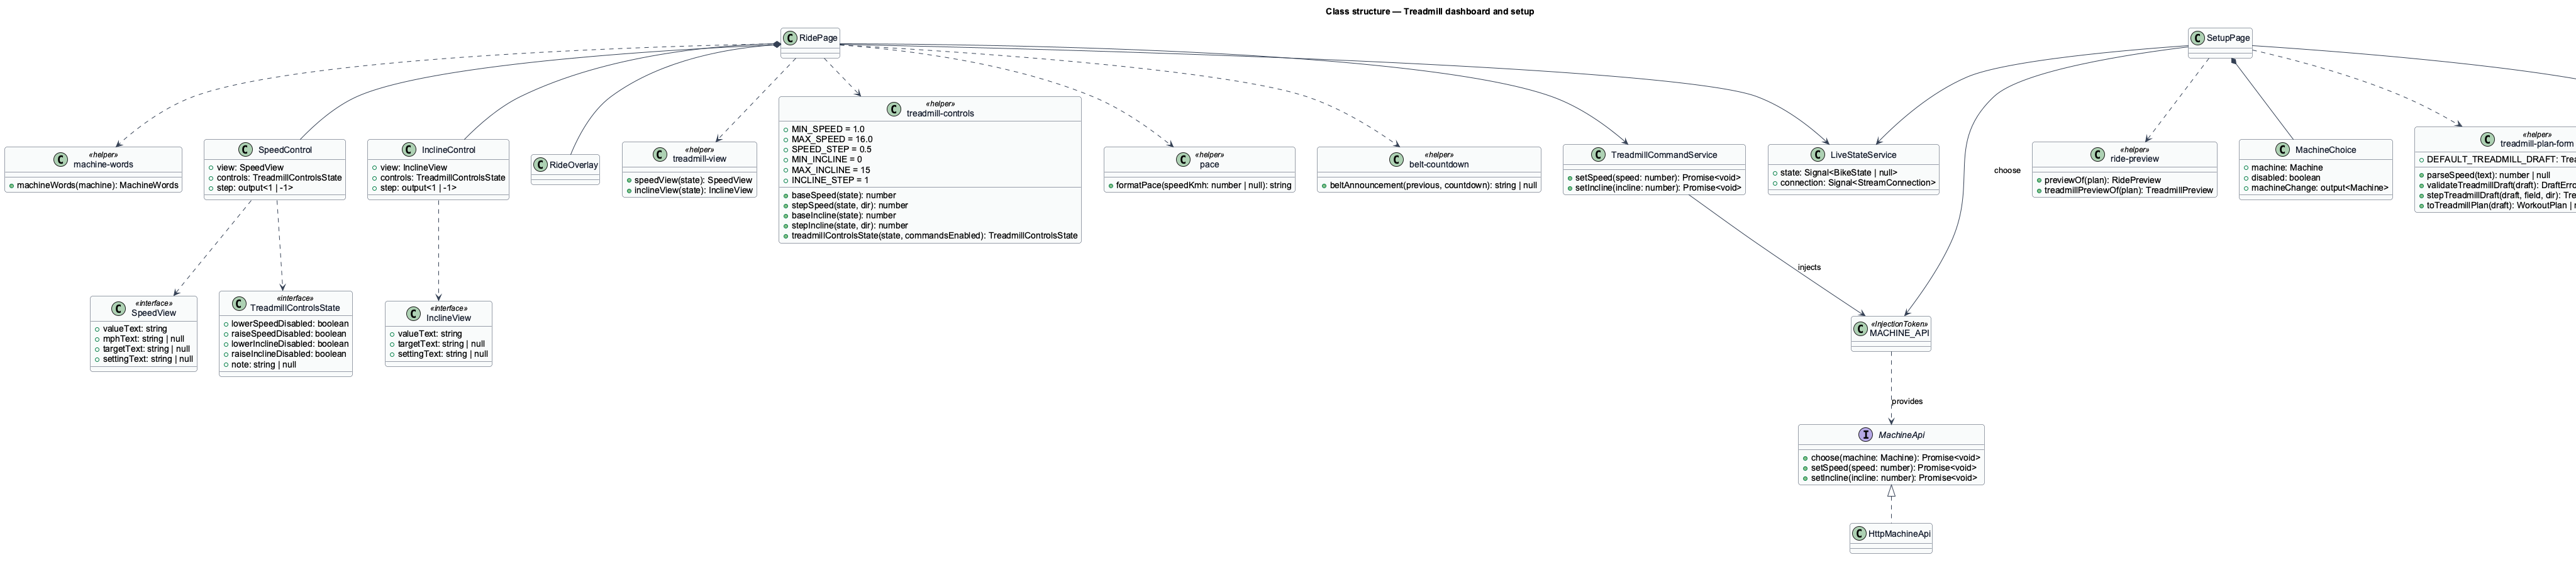 Class structure — Treadmill dashboard and setup
RidePage
SetupPage
«helper»
machine-words
machineWords(machine): MachineWords
SpeedControl
view: SpeedView
controls: TreadmillControlsState
step: output<1 | -1>
InclineControl
view: InclineView
controls: TreadmillControlsState
step: output<1 | -1>
RideOverlay
«helper»
treadmill-view
speedView(state): SpeedView
inclineView(state): InclineView
«helper»
treadmill-controls
MIN_SPEED = 1.0
MAX_SPEED = 16.0
SPEED_STEP = 0.5
MIN_INCLINE = 0
MAX_INCLINE = 15
INCLINE_STEP = 1
baseSpeed(state): number
stepSpeed(state, dir): number
baseIncline(state): number
stepIncline(state, dir): number
treadmillControlsState(state, commandsEnabled): TreadmillControlsState
«helper»
pace
formatPace(speedKmh: number | null): string
«helper»
belt-countdown
beltAnnouncement(previous, countdown): string | null
TreadmillCommandService
setSpeed(speed: number): Promise<void>
setIncline(incline: number): Promise<void>
LiveStateService
state: Signal<BikeState | null>
connection: Signal<StreamConnection>
choose
«helper»
ride-preview
previewOf(plan): RidePreview
treadmillPreviewOf(plan): TreadmillPreview
MachineChoice
machine: Machine
disabled: boolean
machineChange: output<Machine>
«helper»
treadmill-plan-form
DEFAULT_TREADMILL_DRAFT:
parseSpeed(text): number | null
validateTreadmillDraft(draft):
stepTreadmillDraft(draft, field, dir):
toTreadmillPlan(draft): WorkoutPlan |
injects
«interface»
SpeedView
valueText: string
mphText: string | null
targetText: string | null
settingText: string | null
«interface»
TreadmillControlsState
lowerSpeedDisabled: boolean
raiseSpeedDisabled: boolean
lowerInclineDisabled: boolean
raiseInclineDisabled: boolean
note: string | null
«interface»
InclineView
valueText: string
targetText: string | null
settingText: string | null
«InjectionToken»
MACHINE_API
provides
MachineApi
choose(machine: Machine): Promise<void>
setSpeed(speed: number): Promise<void>
setIncline(incline: number): Promise<void>
HttpMachineApi